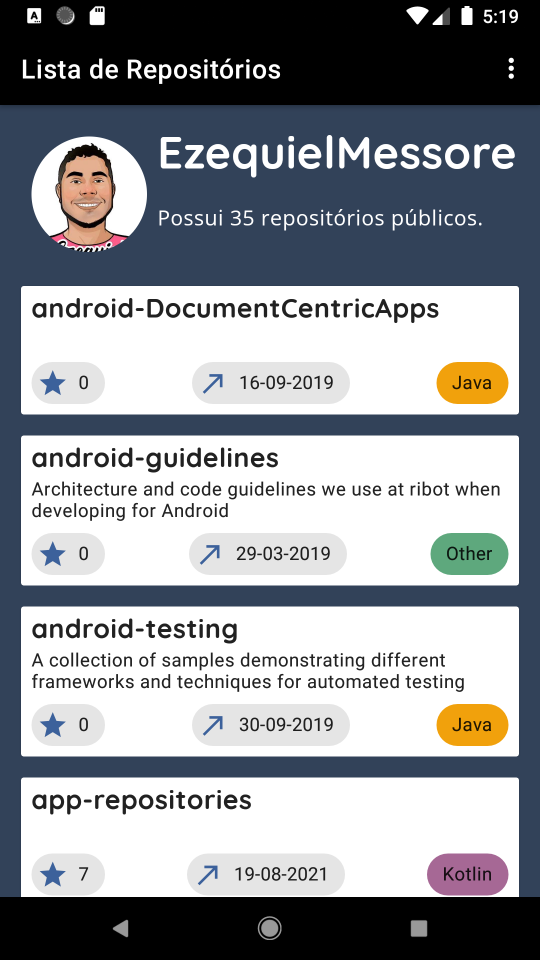 5:19
Lista de Repositórios
EzequielMessore
Possui 35 repositórios públicos.
android-DocumentCentricApps
0
16-09-2019
Java
android-guidelines
Architecture and code guidelines we use at ribot when
developing for Android
0
29-03-2019
Other
android-testing
A collection of samples demonstrating different
frameworks and techniques for automated testing
0
30-09-2019
Java
app-repositories
7
19-08-2021
Kotlin